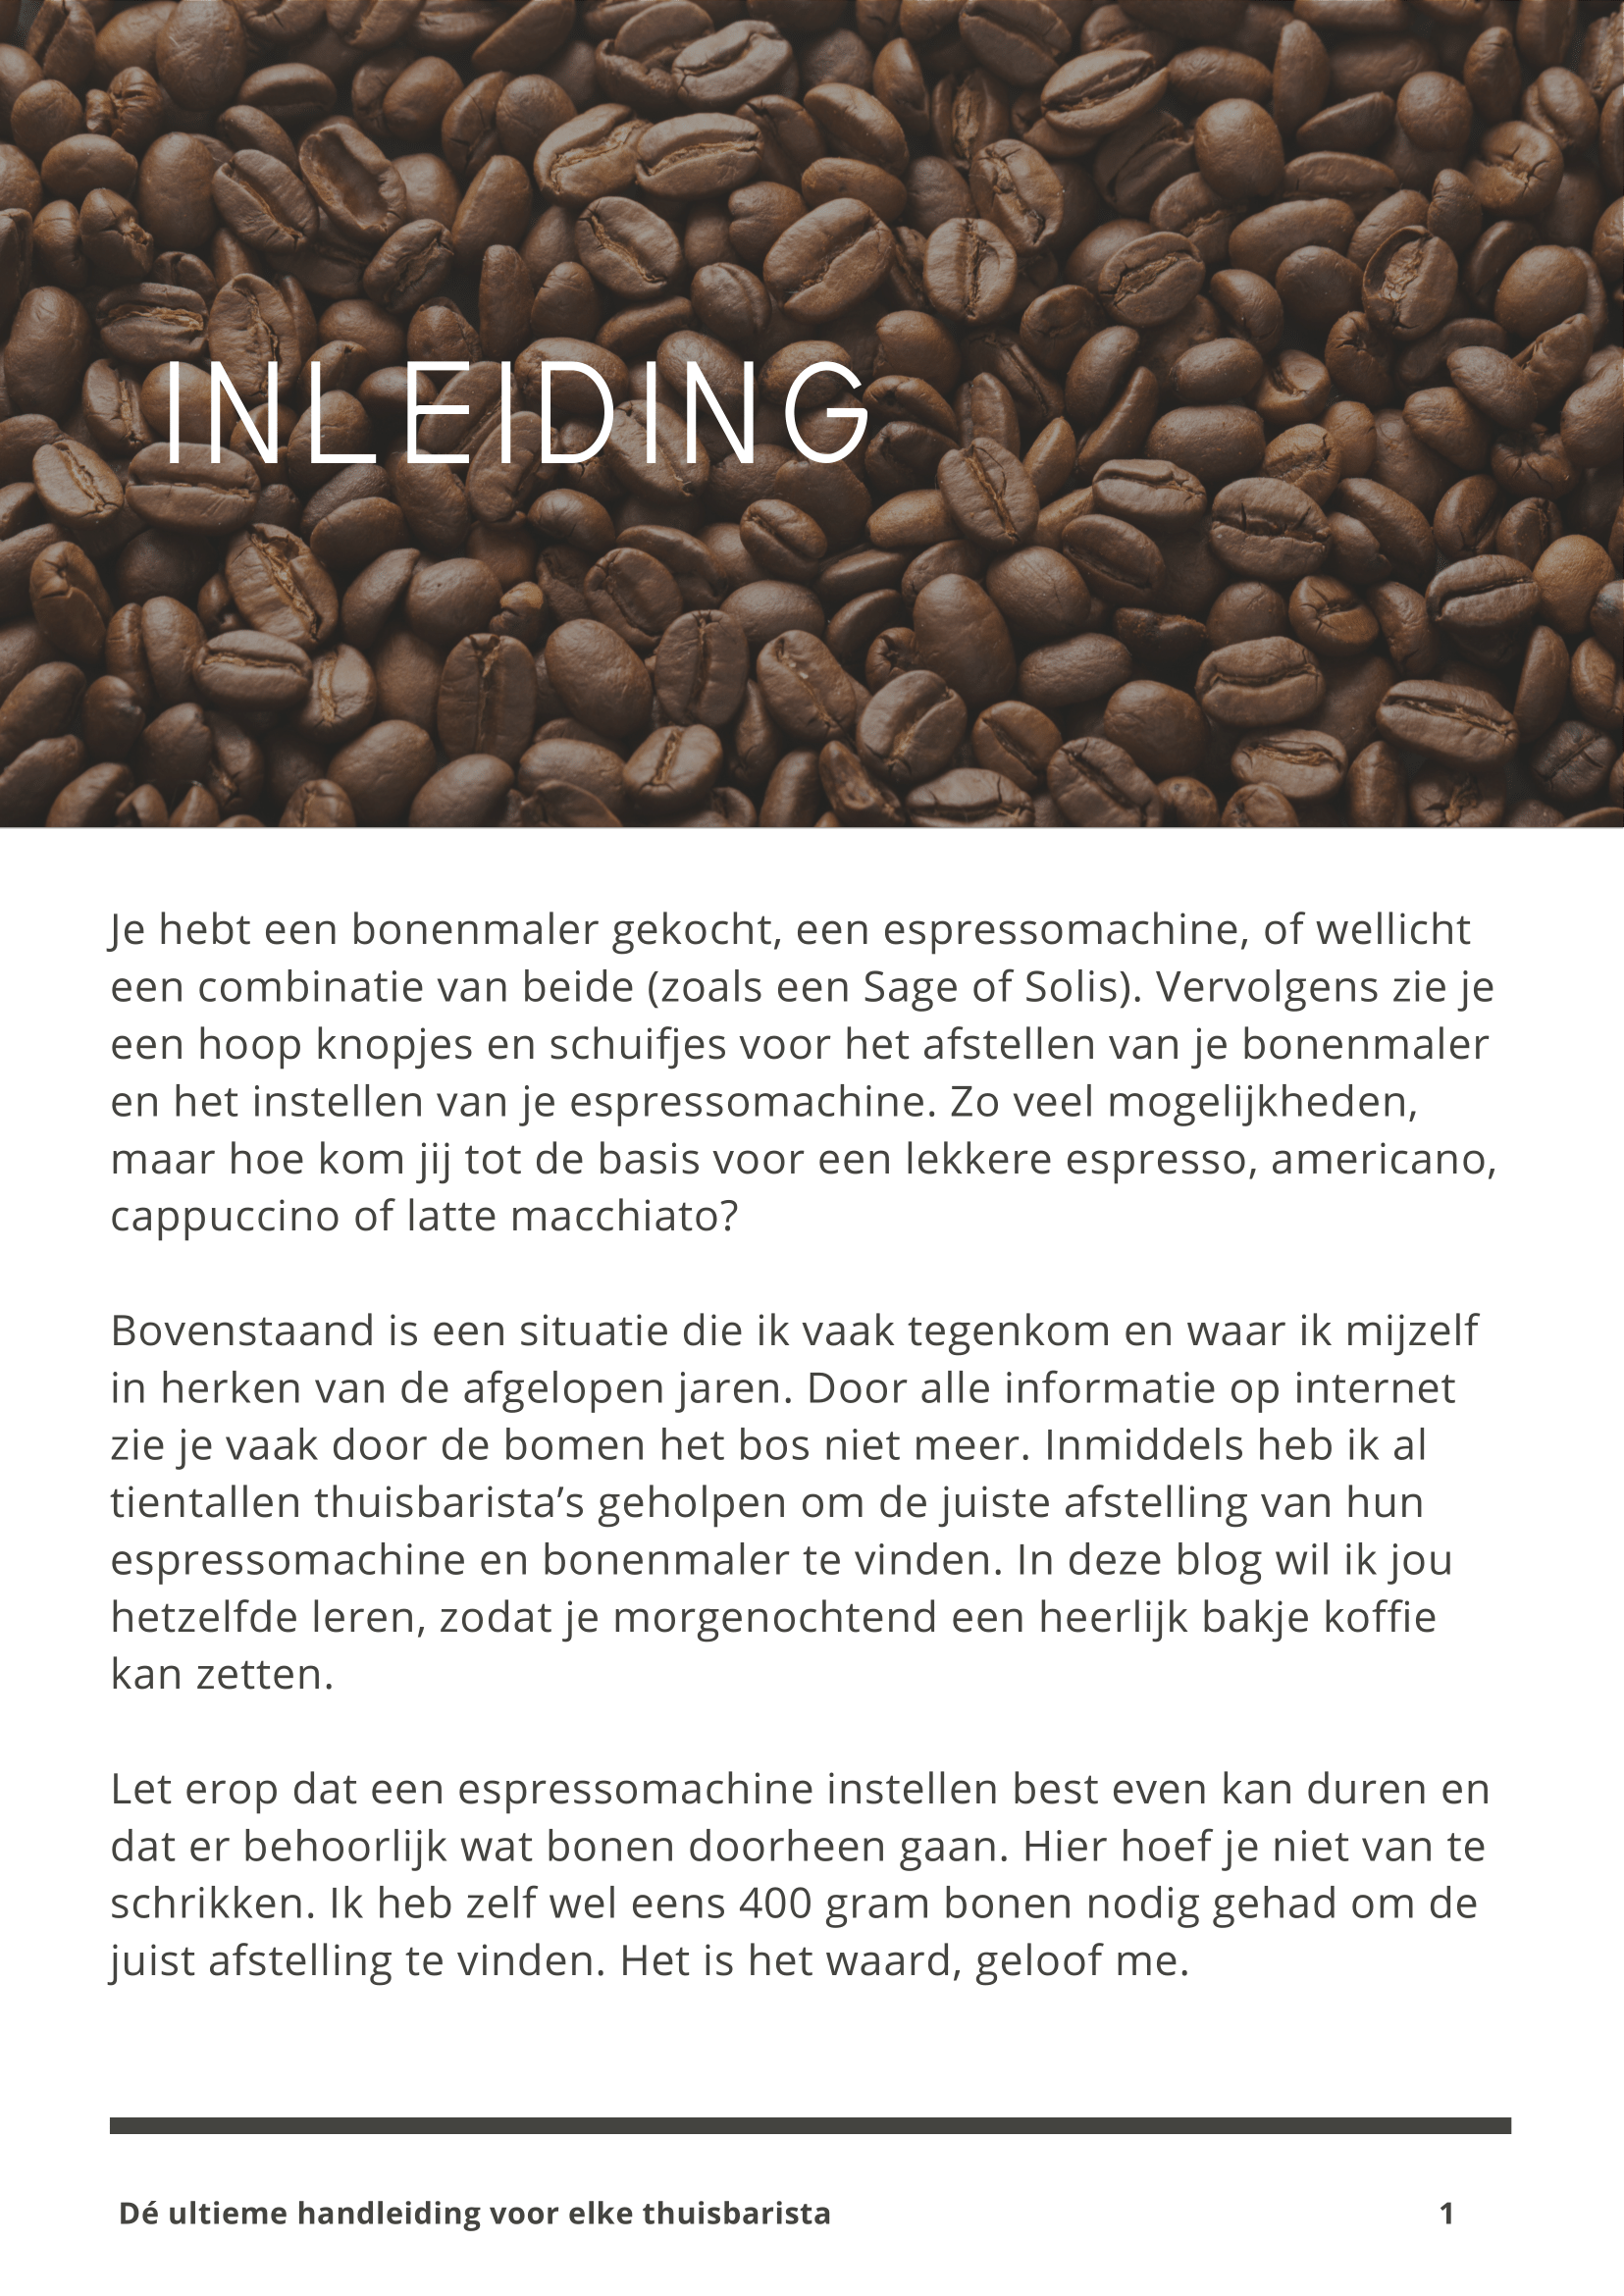 INLEIDING
Je hebt een bonenmaler gekocht, een espressomachine, of wellicht
een combinatie van beide (zoals een Sage of Solis). Vervolgens zie je
een hoop knopjes en schuifjes voor het afstellen van je bonenmaler
en het instellen van je espressomachine. Zo veel mogelijkheden,
maar hoe kom jij tot de basis voor een lekkere espresso, americano,
cappuccino of latte macchiato?
Bovenstaand is een situatie die ik vaak tegenkom en waar ik mijzelf
in herken van de afgelopen jaren. Door alle informatie op internet
zie je vaak door de bomen het bos niet meer. Inmiddels heb ik al
tientallen thuisbarista’s geholpen om de juiste afstelling van hun
espressomachine en bonenmaler te vinden. In deze blog wil ik jou
hetzelfde leren, zodat je morgenochtend een heerlijk bakje koffie
kan zetten.
Let erop dat een espressomachine instellen best even kan duren en
dat er behoorlijk wat bonen doorheen gaan. Hier hoef je niet van te
schrikken. Ik heb zelf wel eens 400 gram bonen nodig gehad om de
juist afstelling te vinden. Het is het waard, geloof me.
Dé ultieme handleiding voor elke thuisbarista 1